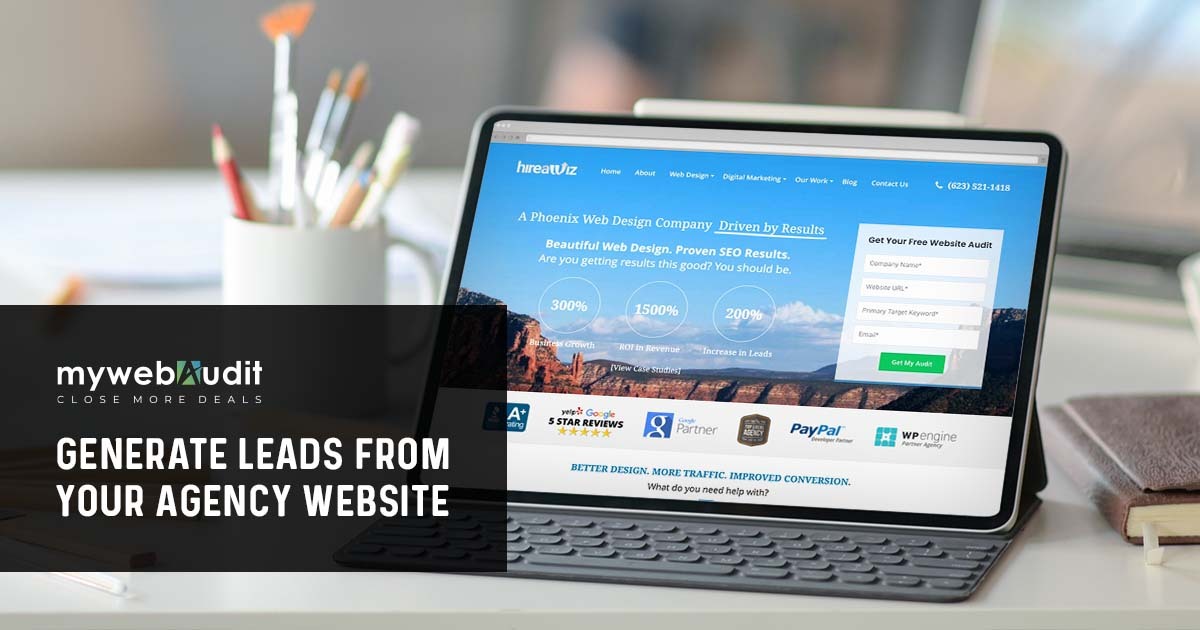 hireawiz
Home About Web Design Digital Marketing Our Work Blog Contact Us (623) 521-1418
A Phoenix Web Design Company Driven by Results
Beautiful Web Design. Proven SEO Results.
Are you getting results this good? You should be.
300%
1500%
200%
Business Growth
ROI in Revenue
Increase in Leads
[View Case Studies]
Get Your Free Website Audit
Company Name*
Website URL*
Primary Target Keyword*
Email*
Get My Audit
A+
rating
yelp Google
5 STAR REVIEWS
g Google
Partner
AGENCY
PayPal
Developer Partner
WP engine
Partner Agency
BETTER DESIGN. MORE TRAFFIC. IMPROVED CONVERSION.
What do you need help with?
mywebAudit
CLOSE MORE DEALS
GENERATE LEADS FROM
YOUR AGENCY WEBSITE